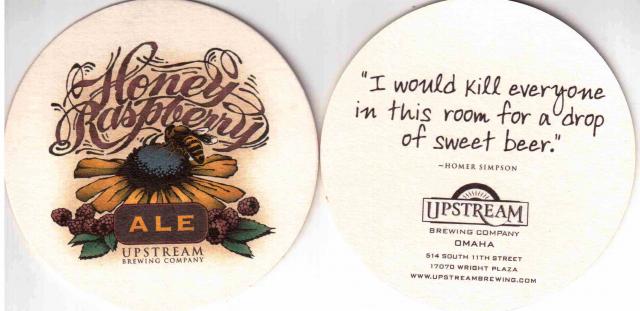 Honey
Raspberry
ALE
UPSTREAM
BREWING COMPANY
"I would kill everyone
in this room for a drop
of sweet beer."
~HOMER SIMPSON
UPSTREAM
BREWING COMPANY
OMAHA
514 SOUTH 11TH STREET
17070 WRIGHT PLAZA
WWW.UPSTREAMBREWING.COM